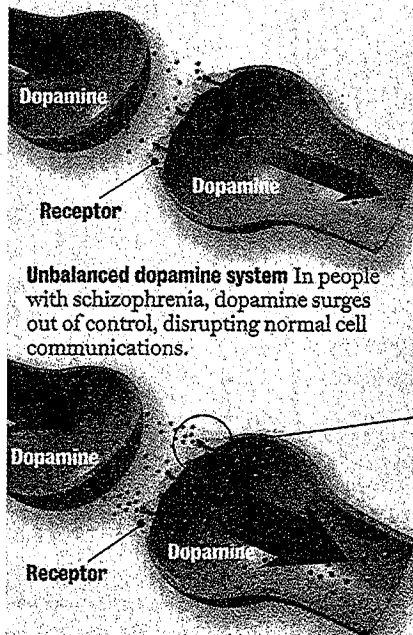 Dopamine
Dopamine
Receptor
Unbalanced dopamine system In people
with schizophrenia, dopamine surges
out of control, disrupting normal cell
communications.
Dopamine
Dopamine
Receptor